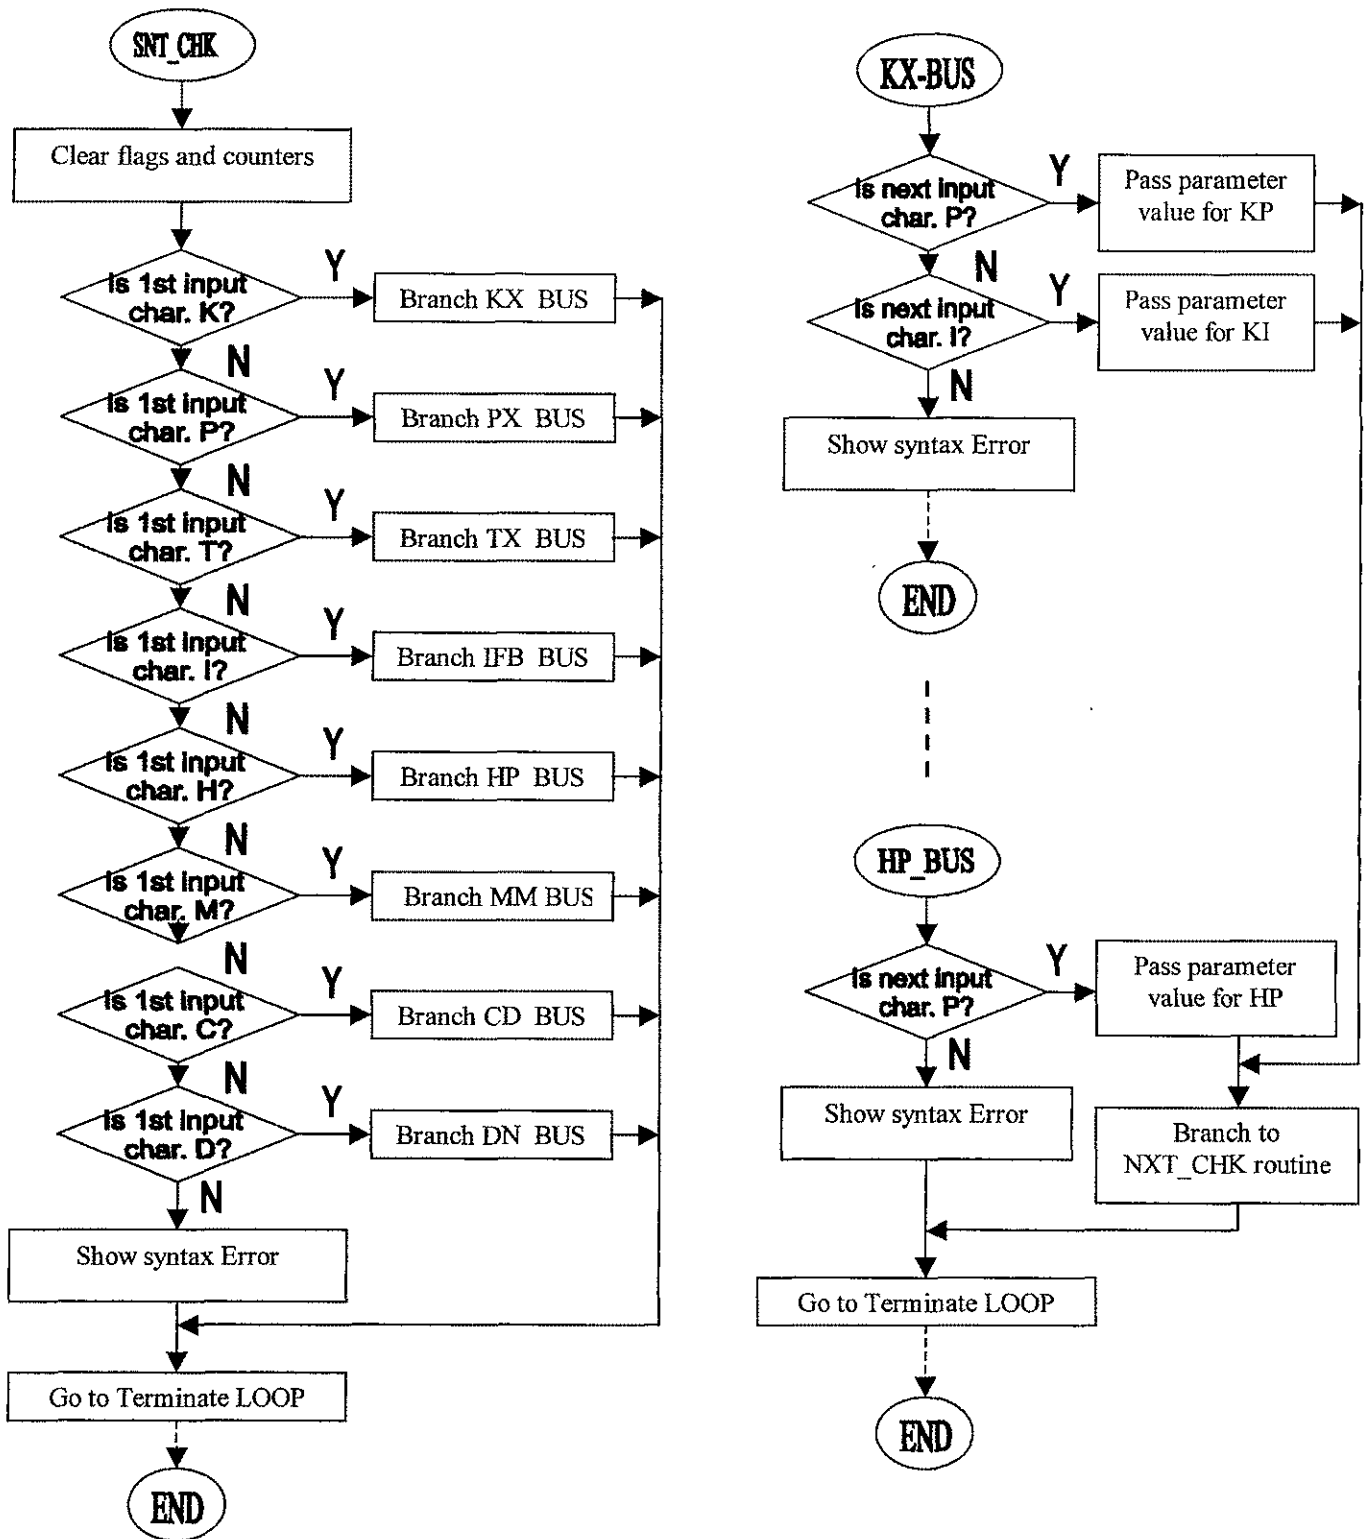 SNT_CHK
Clear flags and counters
Is 1st input
char. K?
Y
Branch KX BUS
N
Is 1st input
char. P?
Y
Branch PX BUS
N
Is 1st input
char. T?
Y
Branch TX BUS
N
Is 1st input
char. I?
Y
Branch IFB BUS
N
Is 1st input
char. H?
Y
Branch HP BUS
N
Is 1st input
char. M?
Y
Branch MM BUS
N
Is 1st input
char. C?
Y
Branch CD BUS
N
Is 1st input
char. D?
Y
Branch DN BUS
N
Show syntax Error
Go to Terminate LOOP
END
KX-BUS
Is next input
char. P?
Y
Pass parameter
value for KP
N
Is next input
char. I?
Y
Pass parameter
value for KI
N
Show syntax Error
END
HP_BUS
Is next input
char. P?
Y
Pass parameter
value for HP
N
Show syntax Error
Branch to
NXT_CHK routine
Go to Terminate LOOP
END